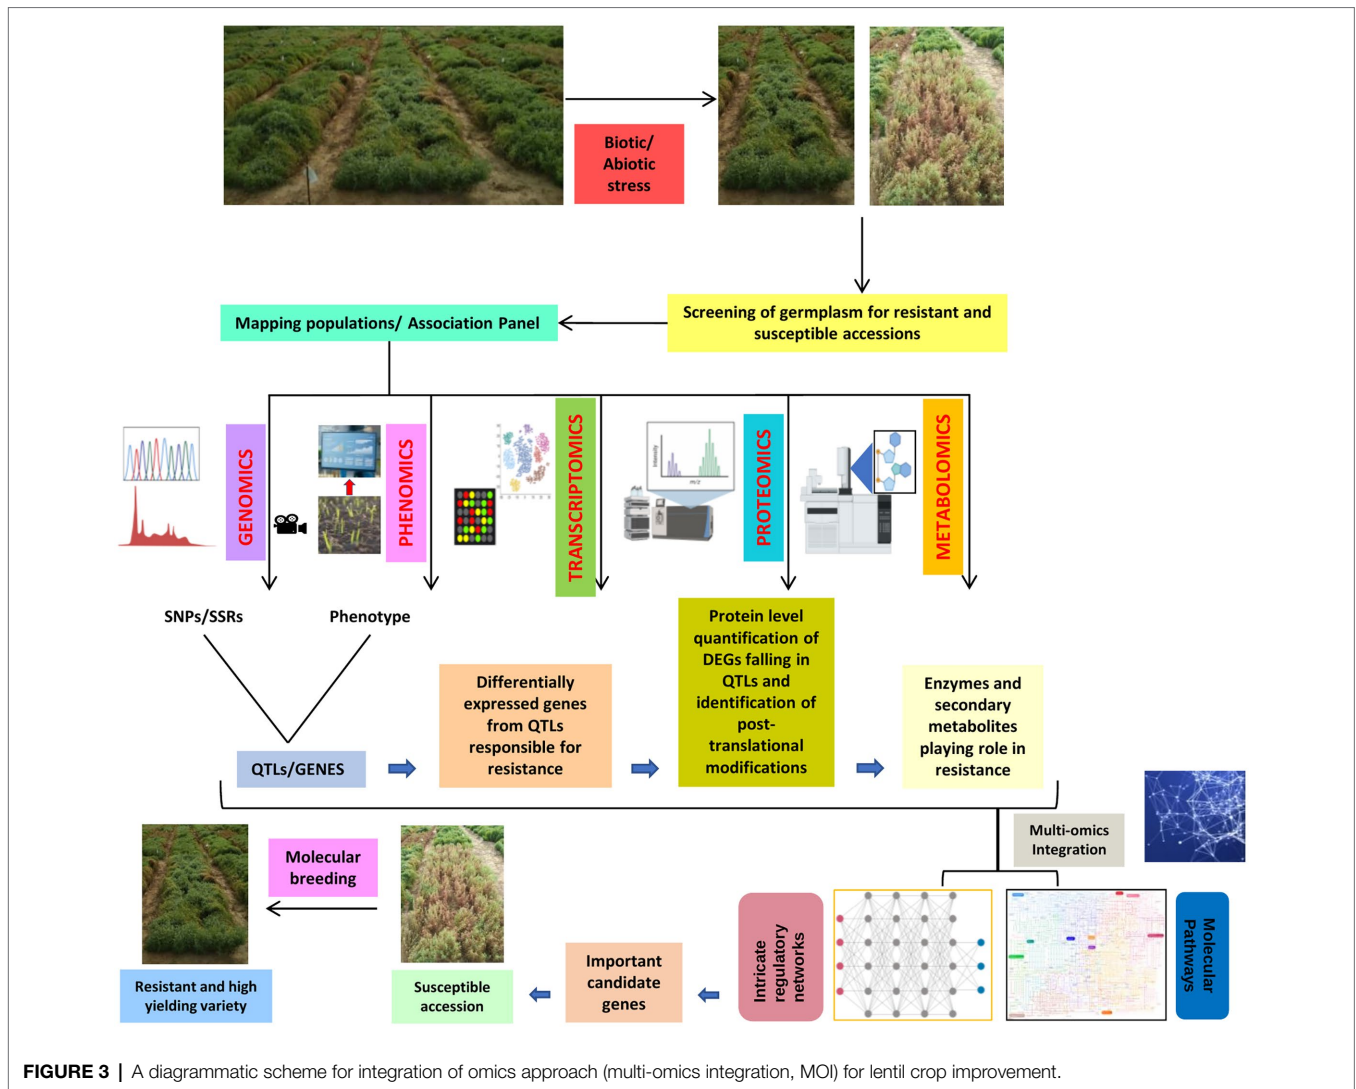 Biotic/
Abiotic
stress
Screening of germplasm for resistant and
susceptible accessions
Mapping populations/ Association Panel
GENOMICS
PHENOMICS
TRANSCRIPTOMICS
Intensity
m/z
PROTEOMICS
METABOLOMICS
SNPs/SSRs
Phenotype
QTLs/GENES
Differentially
expressed genes
from QTLs
responsible for
resistance
Protein level
quantification of
DEGs falling in
QTLs and
identification of
post-
translational
modifications
Enzymes and
secondary
metabolites
playing role in
resistance
Multi-omics
Integration
Molecular
Pathways
Intricate
regulatory
networks
Important
candidate
genes
Susceptible
accession
Molecular
breeding
Resistant and high
yielding variety
FIGURE 3 | A diagrammatic scheme for integration of omics approach (multi-omics integration, MOI) for lentil crop improvement.